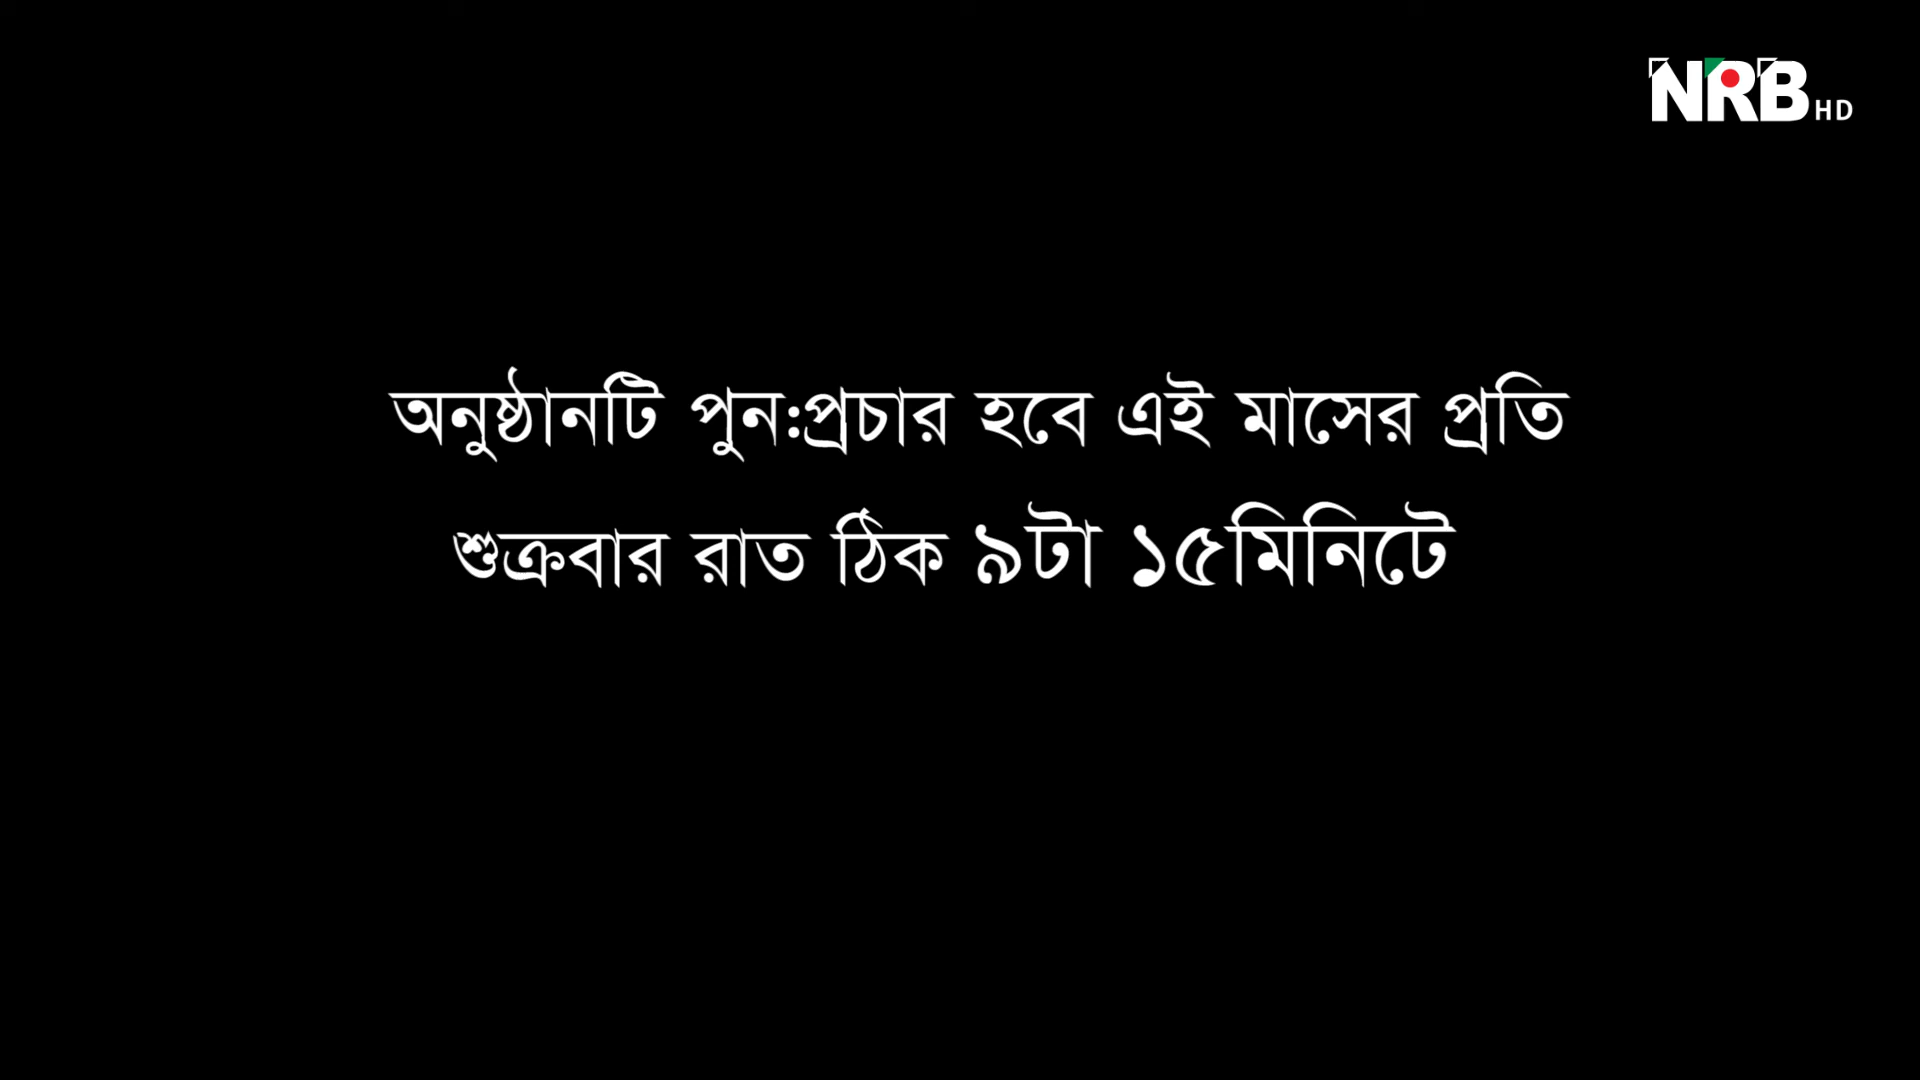 NRB HD
অনুষ্ঠানটি পুন:প্রচার হবে এই মাসের প্রতি
শুক্রবার রাত ঠিক ৯টা ১৫মিনিটে